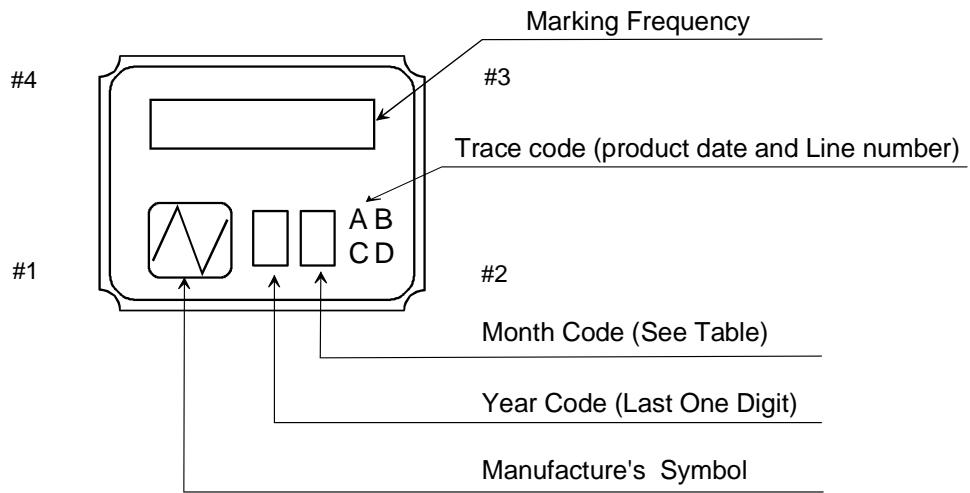 Marking Frequency
#4
#3
Trace code (product date and Line number)
A B
C D
#1
#2
Month Code (See Table)
Year Code (Last One Digit)
Manufacture's Symbol